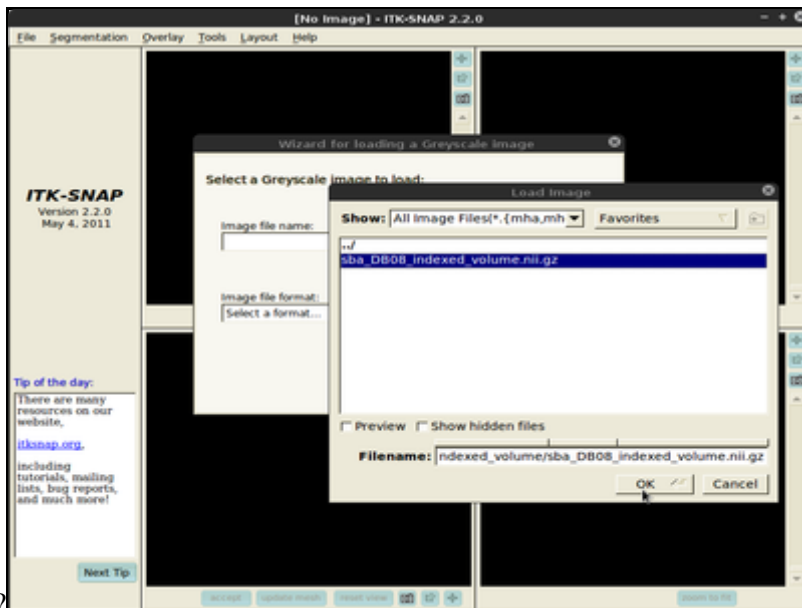 [No Image] - ITK-SNAP 2.2.0
File Segmentation Overlay Tools Layout Help
Wizard for loading a Greyscale image
Select a Greyscale image to load:
Load Image
ITK-SNAP
Version 2.2.0
May 4, 2011
Image file name:
Show: All Image Files(*.{mha,mh
Favorites
../
sba_DB08_indexed_volume.nii.gz
Image file format:
Select a format...
Tip of the day:
There are many
resources on our
website,
itksnap.org,
including
tutorials, mailing
lists, bug reports,
and much more!
Preview Show hidden files
Filename: ndexed_volume/sba_DB08_indexed_volume.nii.gz
OK Cancel
Next Tip
accept update mesh reset view
zoom to fit